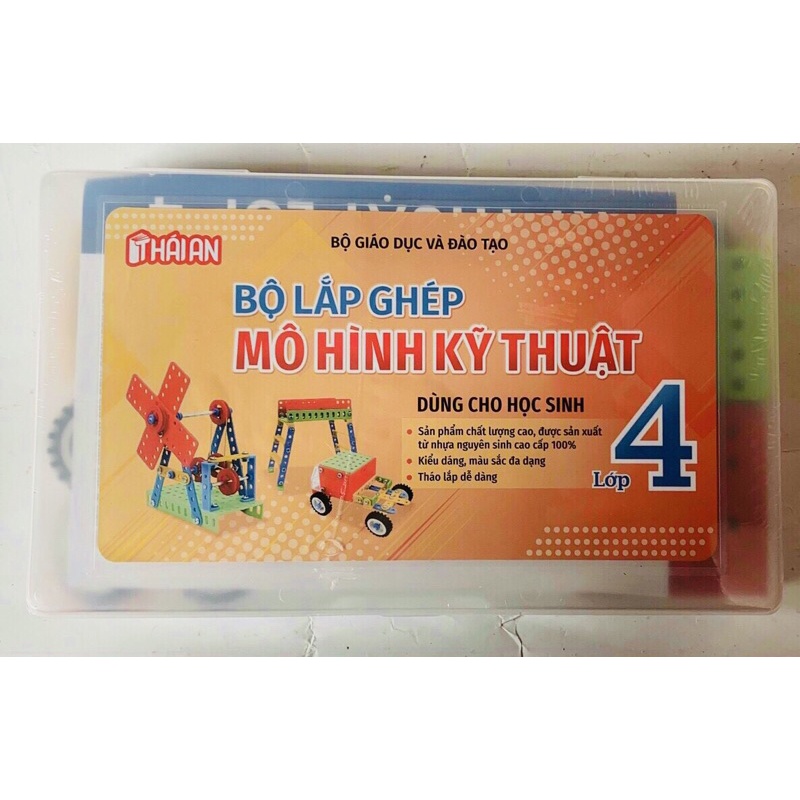 THÁI AN
BỘ GIÁO DỤC VÀ ĐÀO TẠO
BỘ LẮP GHÉP
MÔ HÌNH KỸ THUẬT
DÙNG CHO HỌC SINH
• Sản phẩm chất lượng cao, được sản xuất
từ nhựa nguyên sinh cao cấp 100%
• Kiểu dáng, màu sắc đa dạng
• Tháo lắp dễ dàng
Lớp 4